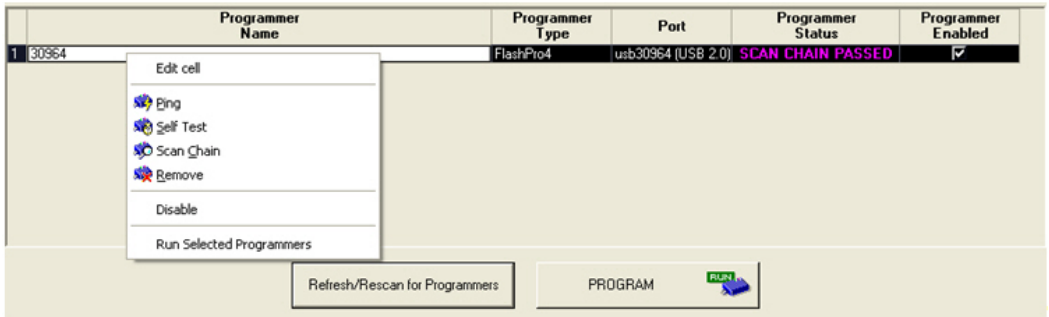 Programmer Name Programmer Type Port Programmer Status Programmer Enabled
1 30964 FlashPro4 usb30964 (USB 2.0) SCAN CHAIN PASSED
Edit cell
Ping
Self Test
Scan Chain
Remove
Disable
Run Selected Programmers
Refresh/Rescan for Programmers PROGRAM RUN